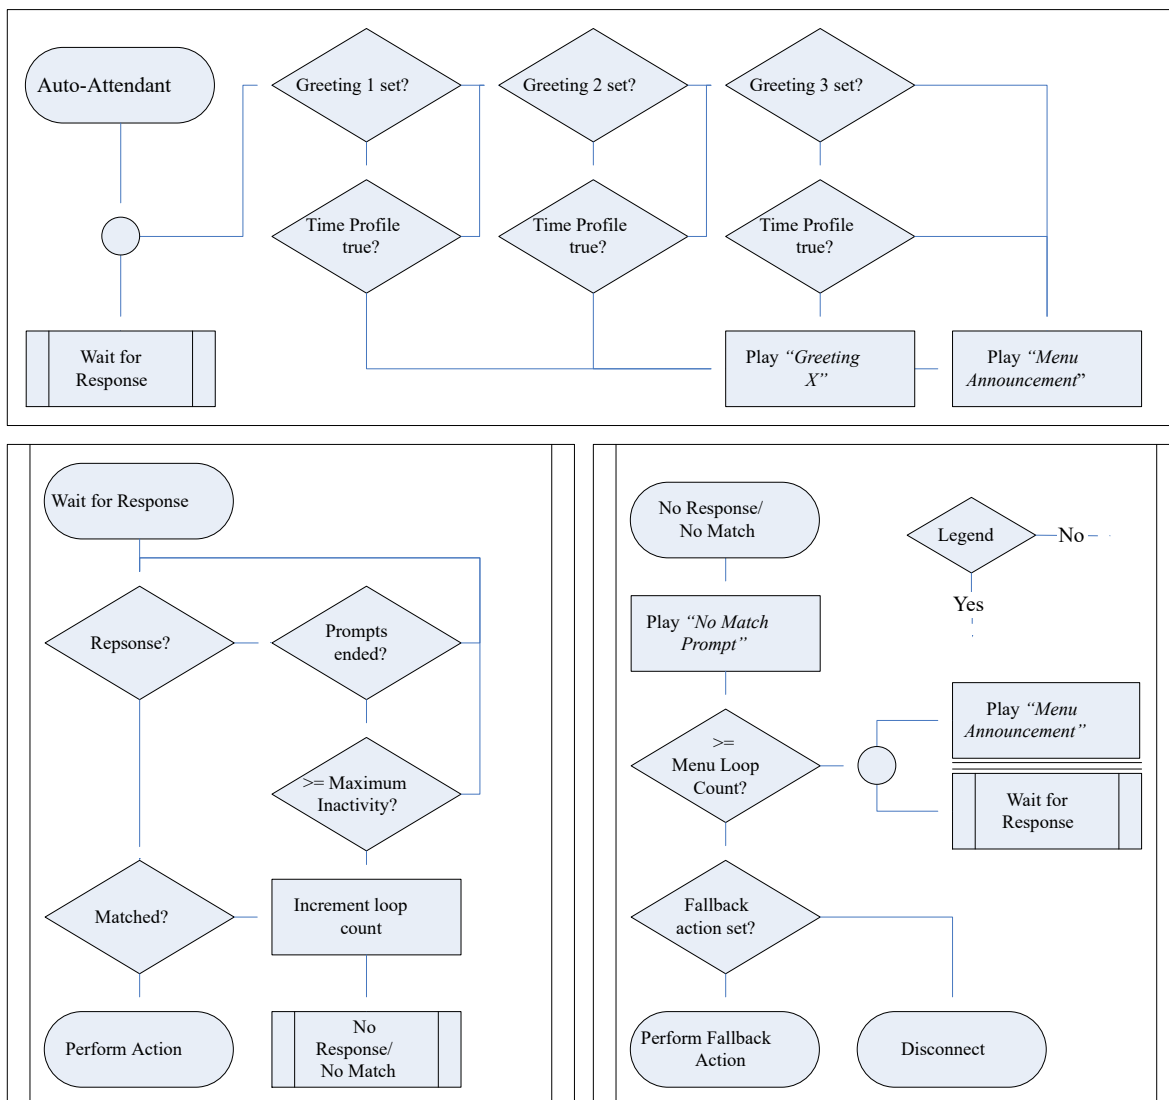 Auto-Attendant
Greeting 1 set?
Greeting 2 set?
Greeting 3 set?
Time Profile
true?
Time Profile
true?
Time Profile
true?
Wait for
Response
Play “Greeting
X”
Play “Menu
Announcement”
Wait for Response
Repsonse?
Prompts
ended?
>= Maximum
Inactivity?
Matched?
Increment loop
count
Perform Action
No
Response/
No Match
No Response/
No Match
Legend
No
Yes
Play “No Match
Prompt”
>=
Menu Loop
Count?
Play “Menu
Announcement”
Wait for
Response
Fallback
action set?
Perform Fallback
Action
Disconnect